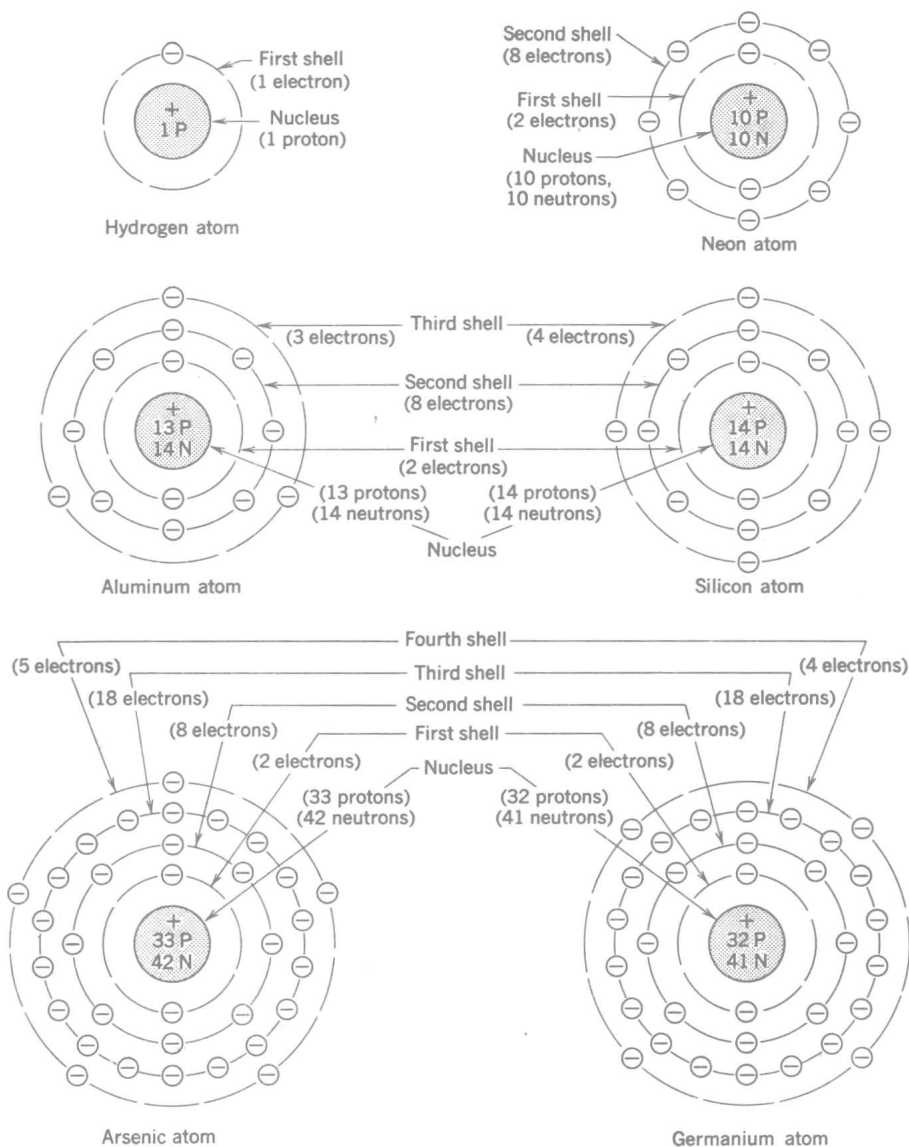 First shell
(1 electron)
+
1 P
Nucleus
(1 proton)
Hydrogen atom
Second shell
(8 electrons)
First shell
(2 electrons)
+
10 P
10 N
Nucleus
(10 protons,
10 neutrons)
Neon atom
Third shell
(3 electrons)
(4 electrons)
Second shell
(8 electrons)
+
13 P
14 N
+
14 P
14 N
First shell
(2 electrons)
(13 protons)
(14 neutrons)
(14 protons)
(14 neutrons)
Nucleus
Aluminum atom
Silicon atom
Fourth shell
(5 electrons)
(4 electrons)
Third shell
(18 electrons)
(18 electrons)
Second shell
(8 electrons)
(8 electrons)
First shell
(2 electrons)
(2 electrons)
Nucleus
(33 protons)
(42 neutrons)
(32 protons)
(41 neutrons)
+
33 P
42 N
+
32 P
41 N
Arsenic atom
Germanium atom